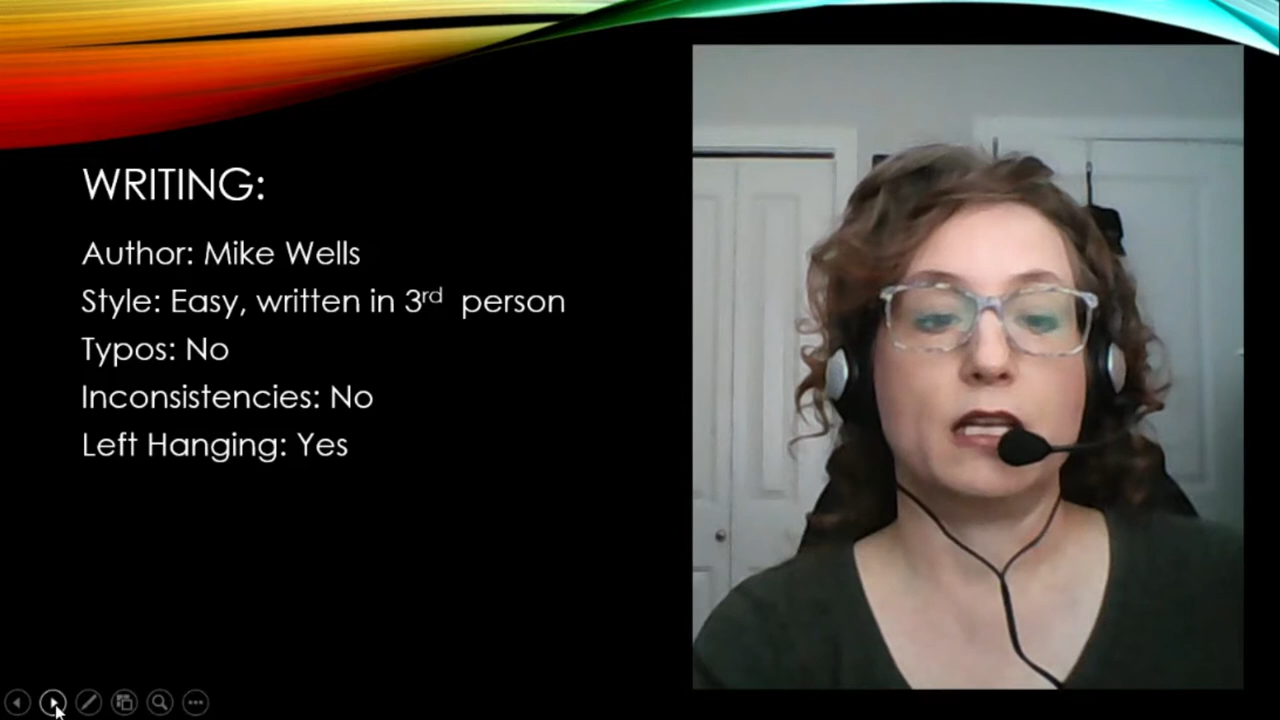 WRITING:
Author: Mike Wells
Style: Easy, written in 3rd person
Typos: No
Inconsistencies: No
Left Hanging: Yes